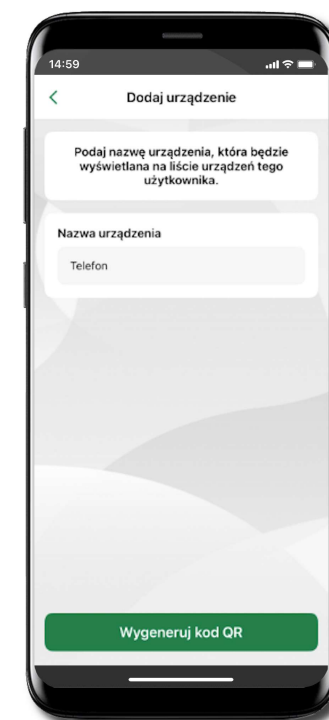 14:59
Dodaj urządzenie
Podaj nazwę urządzenia, która będzie
wyświetlana na liście urządzeń tego
użytkownika.
Nazwa urządzenia
Telefon
Wygeneruj kod QR